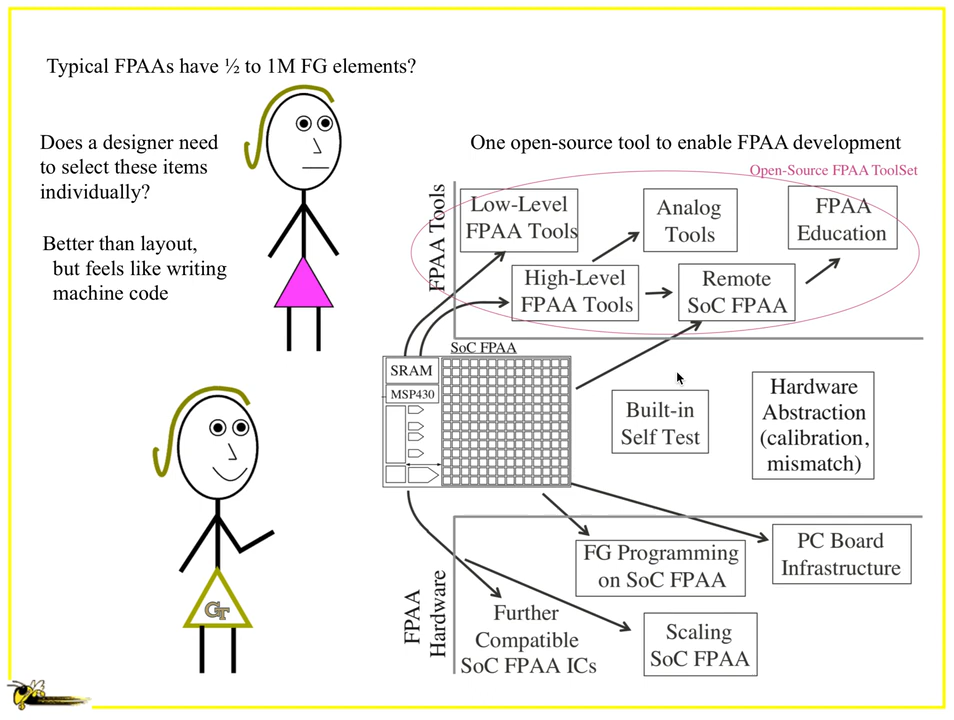 Typical FPAAs have ½ to 1M FG elements?
Does a designer need
to select these items
individually?
Better than layout,
but feels like writing
machine code
One open-source tool to enable FPAA development
Open-Source FPAA ToolSet
FPAA Tools
Low-Level
FPAA Tools
Analog
Tools
FPAA
Education
High-Level
FPAA Tools
Remote
SoC FPAA
SoC FPAA
SRAM
MSP430
Built-in
Self Test
Hardware
Abstraction
(calibration,
mismatch)
FPAA
Hardware
FG Programming
on SoC FPAA
PC Board
Infrastructure
Further
Compatible
SoC FPAA ICs
Scaling
SoC FPAA
GT